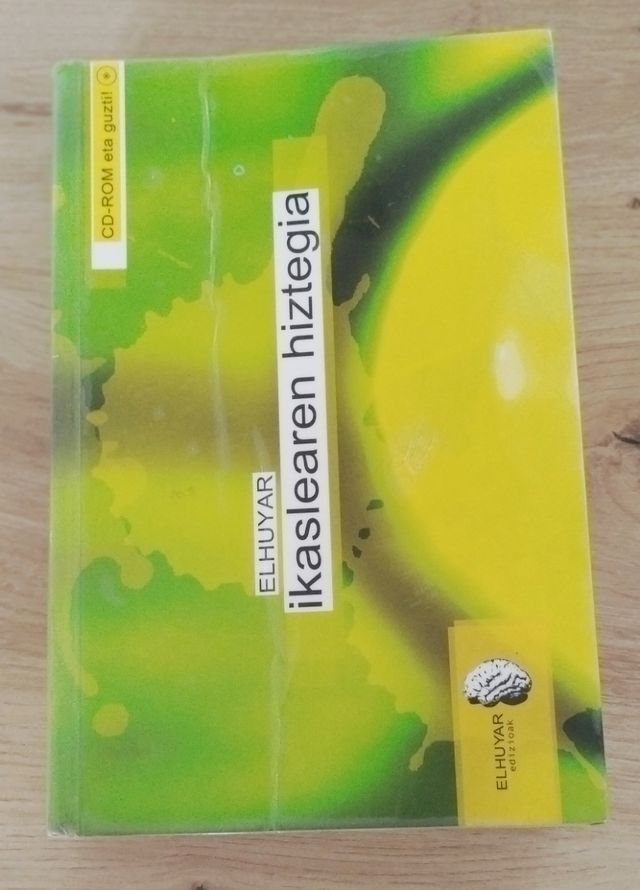 CD-ROM eta guzti!
ELHUYAR
ikaslearen hiztegia
ELHUYAR
edizioak